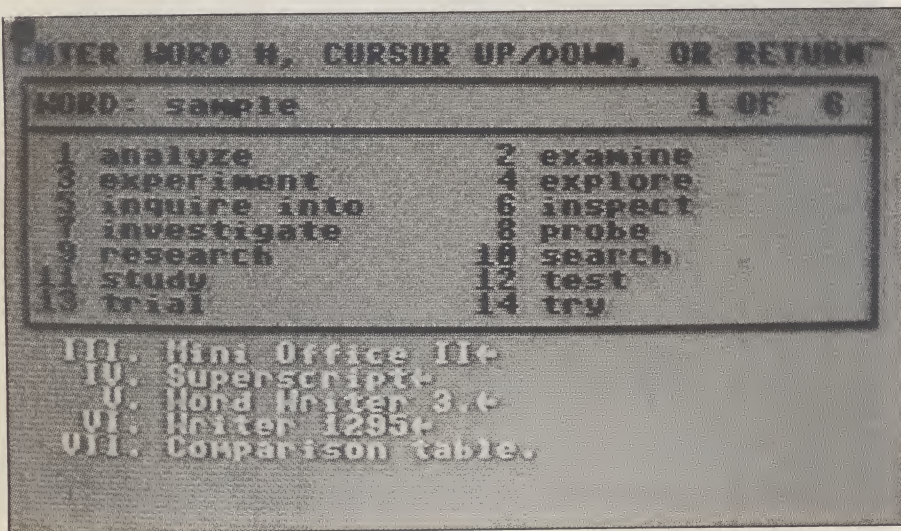 ENTER WORD #, CURSOR UP/DOWN, OR RETURN
WORD: sample 1 OF 6
1 analyze 2 examine
3 experiment 4 explore
5 inquire into 6 inspect
7 investigate 8 probe
9 research 10 search
11 study 12 test
13 trial 14 try
III. Mini Office II←
IV. Superscript←
V. Word Writer 3.←
VI. Writer 1295←
VII. Comparison table.